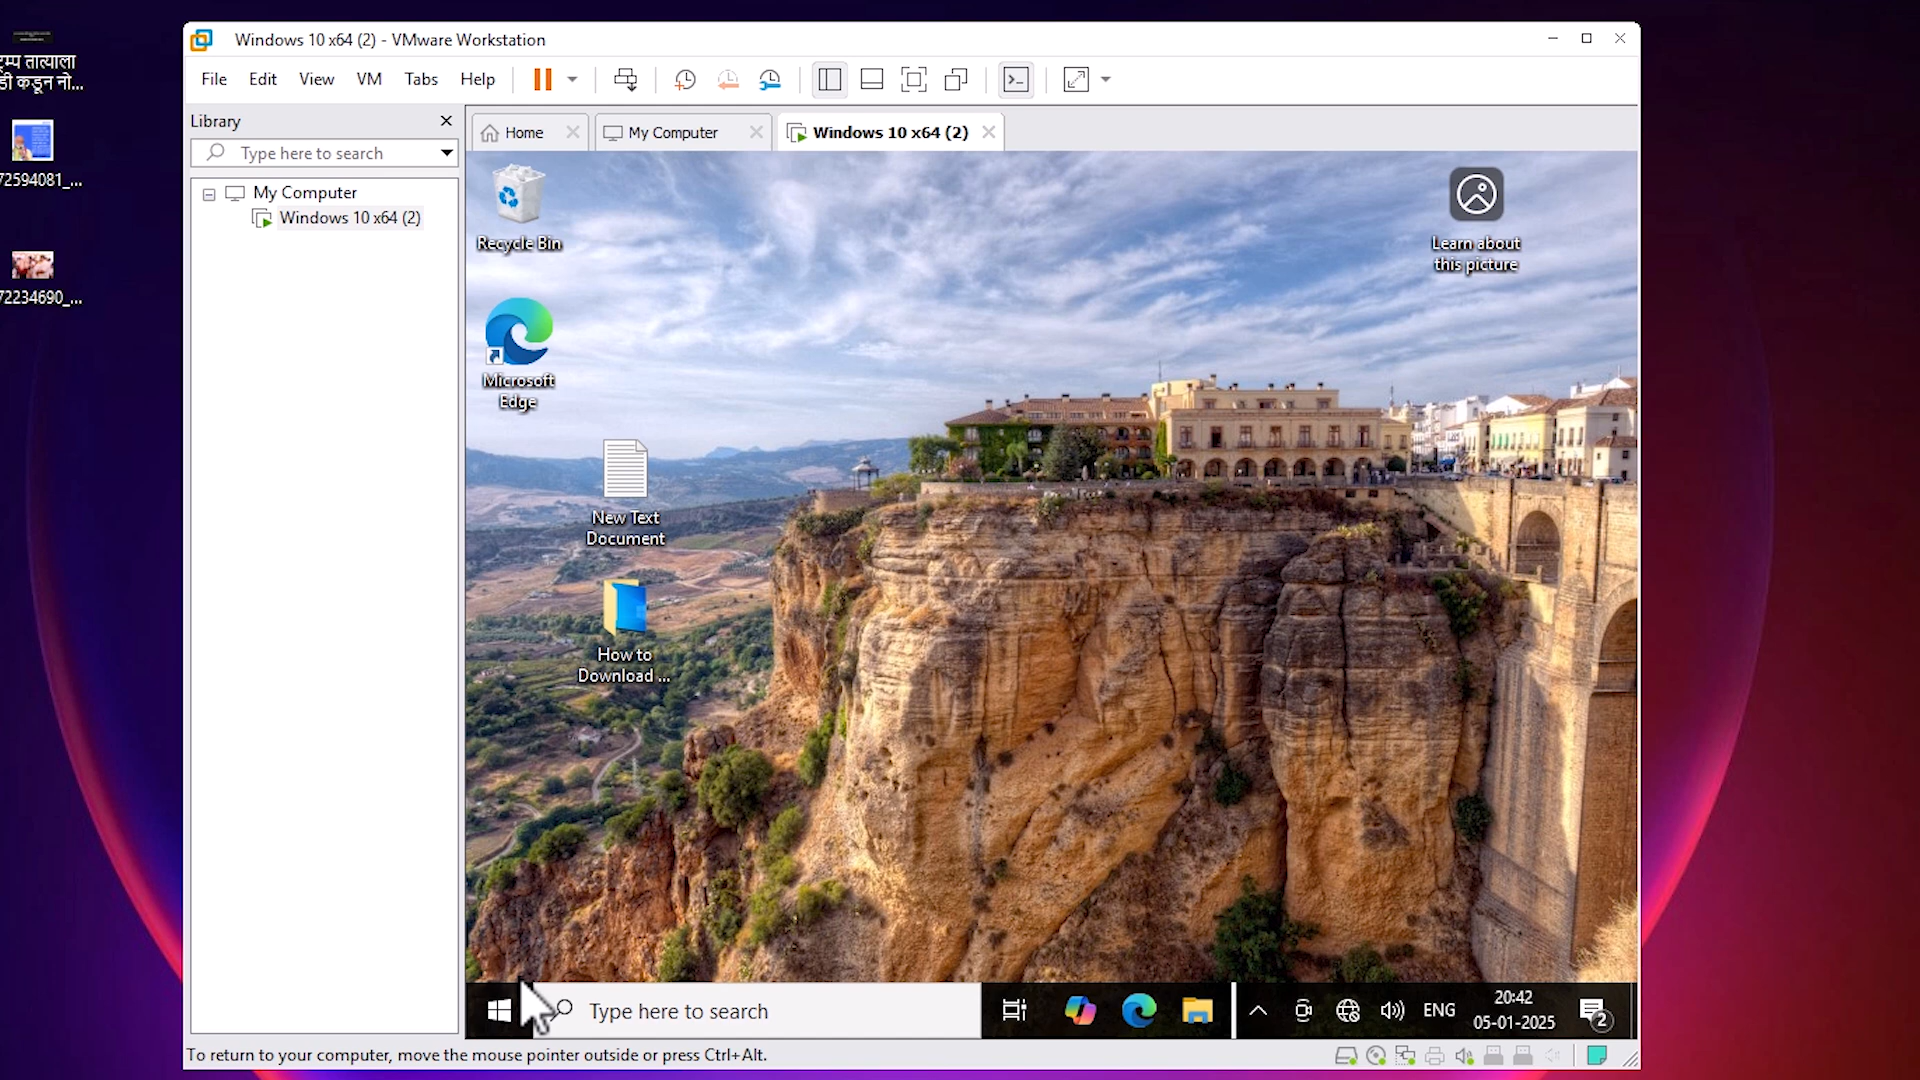 ट्रम्प तात्याला
डी कडून नो...
72594081_...
72234690_...
Windows 10 x64 (2) - VMware Workstation
File Edit View VM Tabs Help
Library
Type here to search
My Computer
Windows 10 x64 (2)
Home
My Computer
Windows 10 x64 (2)
Recycle Bin
Learn about
this picture
Microsoft
Edge
New Text
Document
How to
Download ...
Type here to search
ENG
20:42
05-01-2025
2
To return to your computer, move the mouse pointer outside or press Ctrl+Alt.